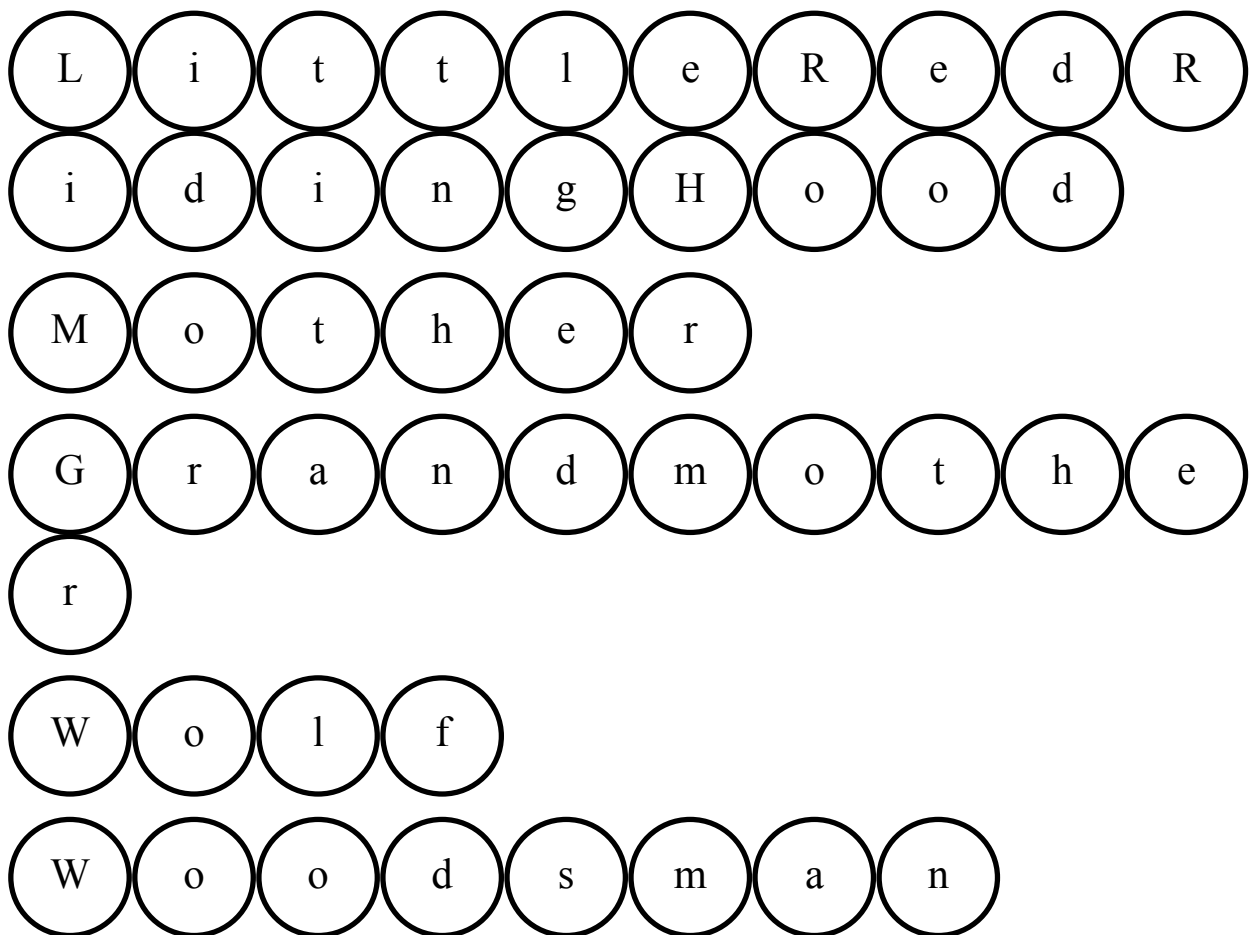 LittleRedR
idingHood
Mother
Grandmothe
r
Wolf
Woodsman